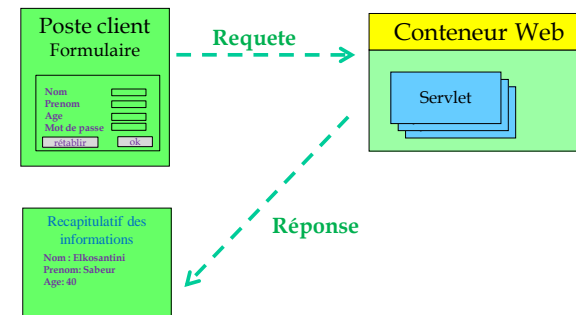 Poste client
Formulaire
Nom
Prenom
Age
Mot de passe
rétablir ok
Requete
Conteneur Web
Servlet
Réponse
Recapitulatif des
informations
Nom : Elkosantini
Prenom: Sabeur
Age: 40